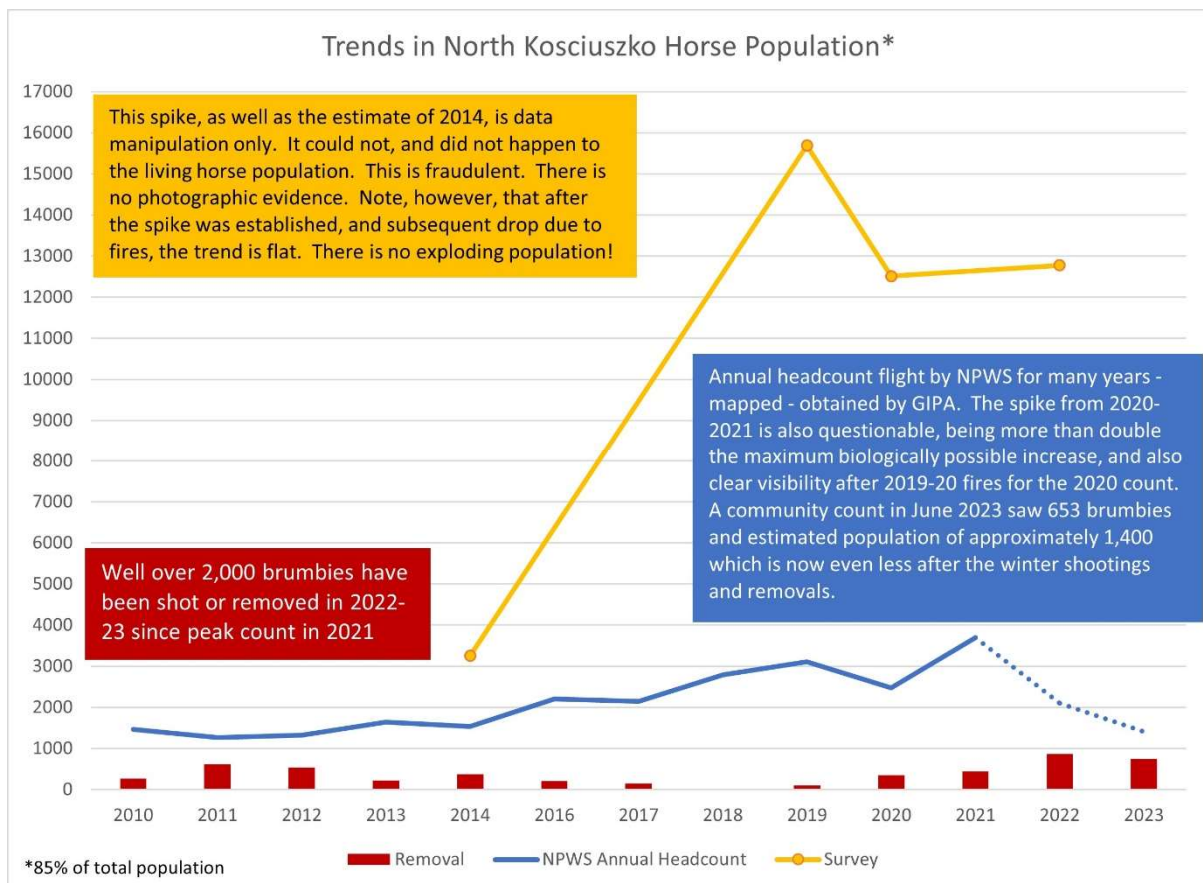 Trends in North Kosciuszko Horse Population*
17000
16000
15000
14000
13000
12000
11000
10000
9000
8000
7000
6000
5000
4000
3000
2000
1000
0
This spike, as well as the estimate of 2014, is data
manipulation only.  It could not, and did not happen to
the living horse population.  This is fraudulent.  There is
no photographic evidence.  Note, however, that after
the spike was established, and subsequent drop due to
fires, the trend is flat.  There is no exploding population!
Annual headcount flight by NPWS for many years -
mapped - obtained by GIPA.  The spike from 2020-
2021 is also questionable, being more than double
the maximum biologically possible increase, and also
clear visibility after 2019-20 fires for the 2020 count.
A community count in June 2023 saw 653 brumbies
and estimated population of approximately 1,400
which is now even less after the winter shootings
and removals.
Well over 2,000 brumbies have
been shot or removed in 2022-
23 since peak count in 2021
2010 2011 2012 2013 2014 2016 2017 2018 2019 2020 2021 2022 2023
*85% of total population
Removal NPWS Annual Headcount Survey